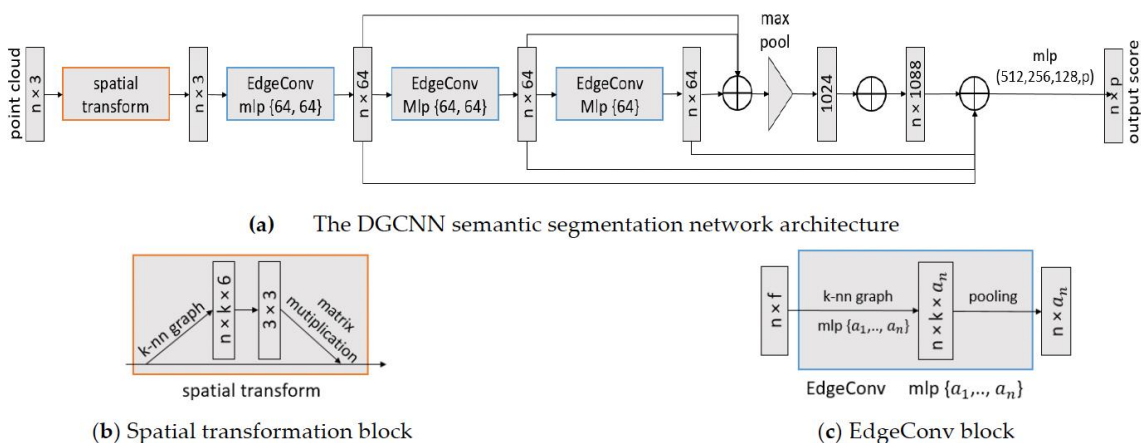 point cloud
n × 3
spatial
transform
n × 3
EdgeConv
mlp {64, 64}
n × 64
EdgeConv
Mlp {64, 64}
n × 64
EdgeConv
Mlp {64}
n × 64
max
pool
1024
n × 1088
mlp
(512,256,128,p)
n × p
output score
(a) The DGCNN semantic segmentation network architecture
k-nn graph
n × k × 6
3 × 3
matrix
mutiplication
spatial transform
(b) Spatial transformation block
n × f
k-nn graph
mlp {a₁,.., aₙ}
n × k × aₙ
pooling
n × aₙ
EdgeConv mlp {a₁,.., aₙ}
(c) EdgeConv block